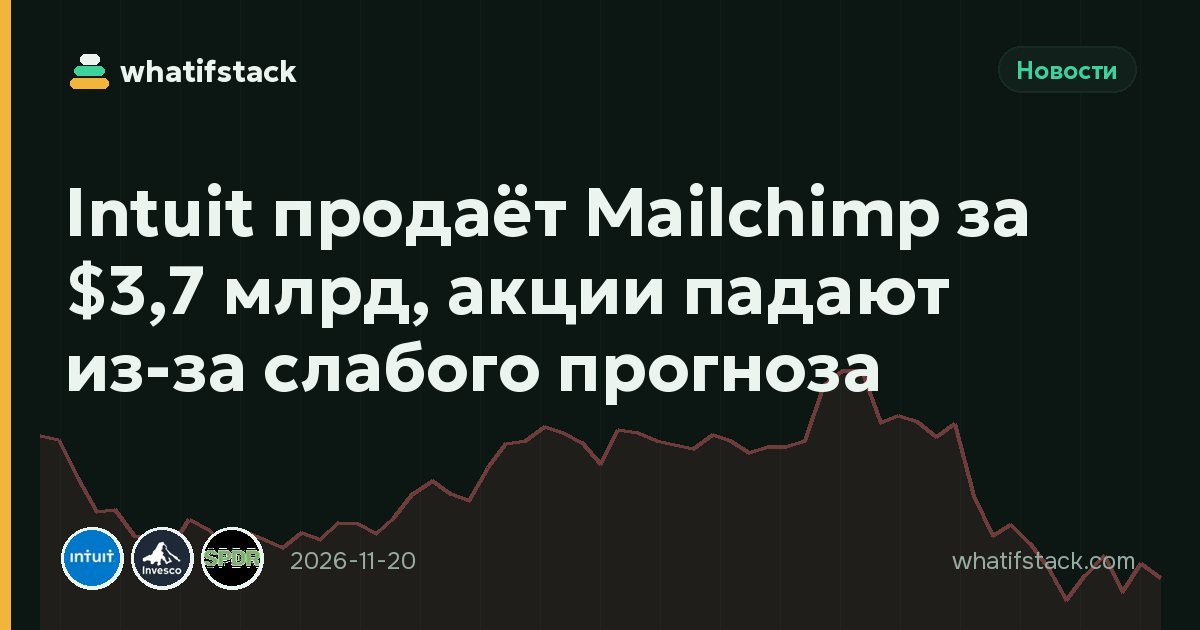 whatifstack
Новости
Intuit продаёт Mailchimp за
$3,7 млрд, акции падают
из-за слабого прогноза
intuit
Invesco
SPDR
2026-11-20
whatifstack.com